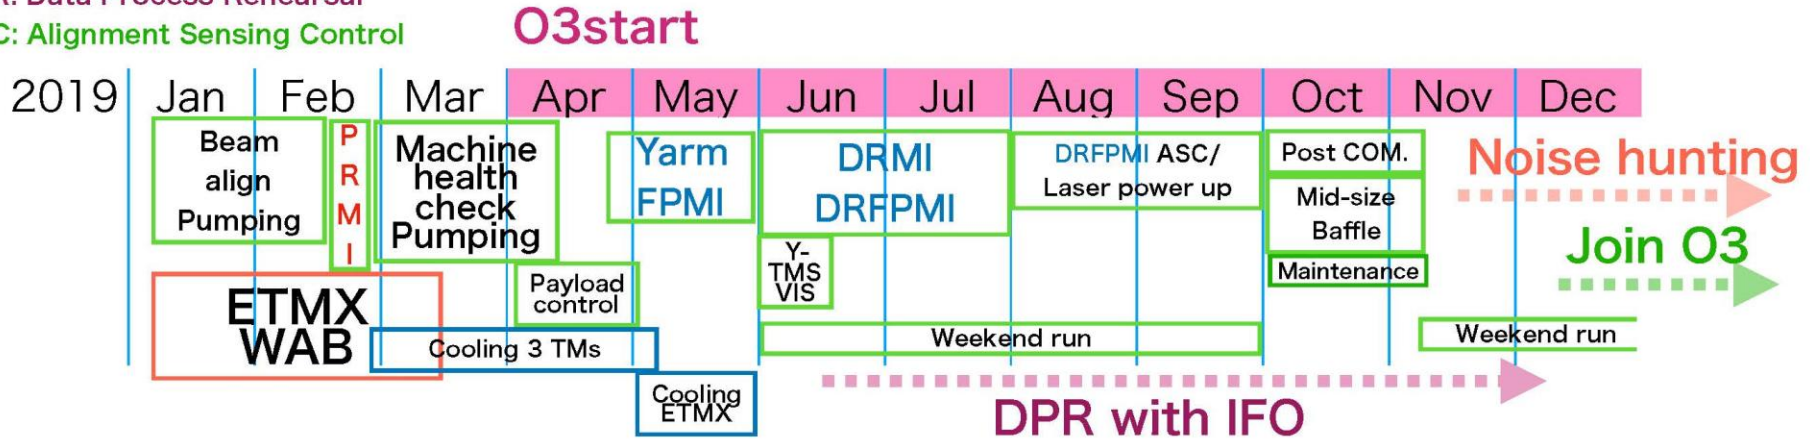 : Data Process Rehearsal
C: Alignment Sensing Control
O3start
2019 Jan Feb Mar Apr May Jun Jul Aug Sep Oct Nov Dec
Beam
align
Pumping
P
R
M
I
Machine
health
check
Pumping
Yarm
FPMI
DRMI
DRFPMI
DRFPMI ASC/
Laser power up
Post COM.
Mid-size
Baffle
Maintenance
Noise hunting
Join O3
ETMX
WAB
Payload
control
Y-
TMS
VIS
Cooling 3 TMs
Weekend run
Weekend run
Cooling
ETMX
DPR with IFO